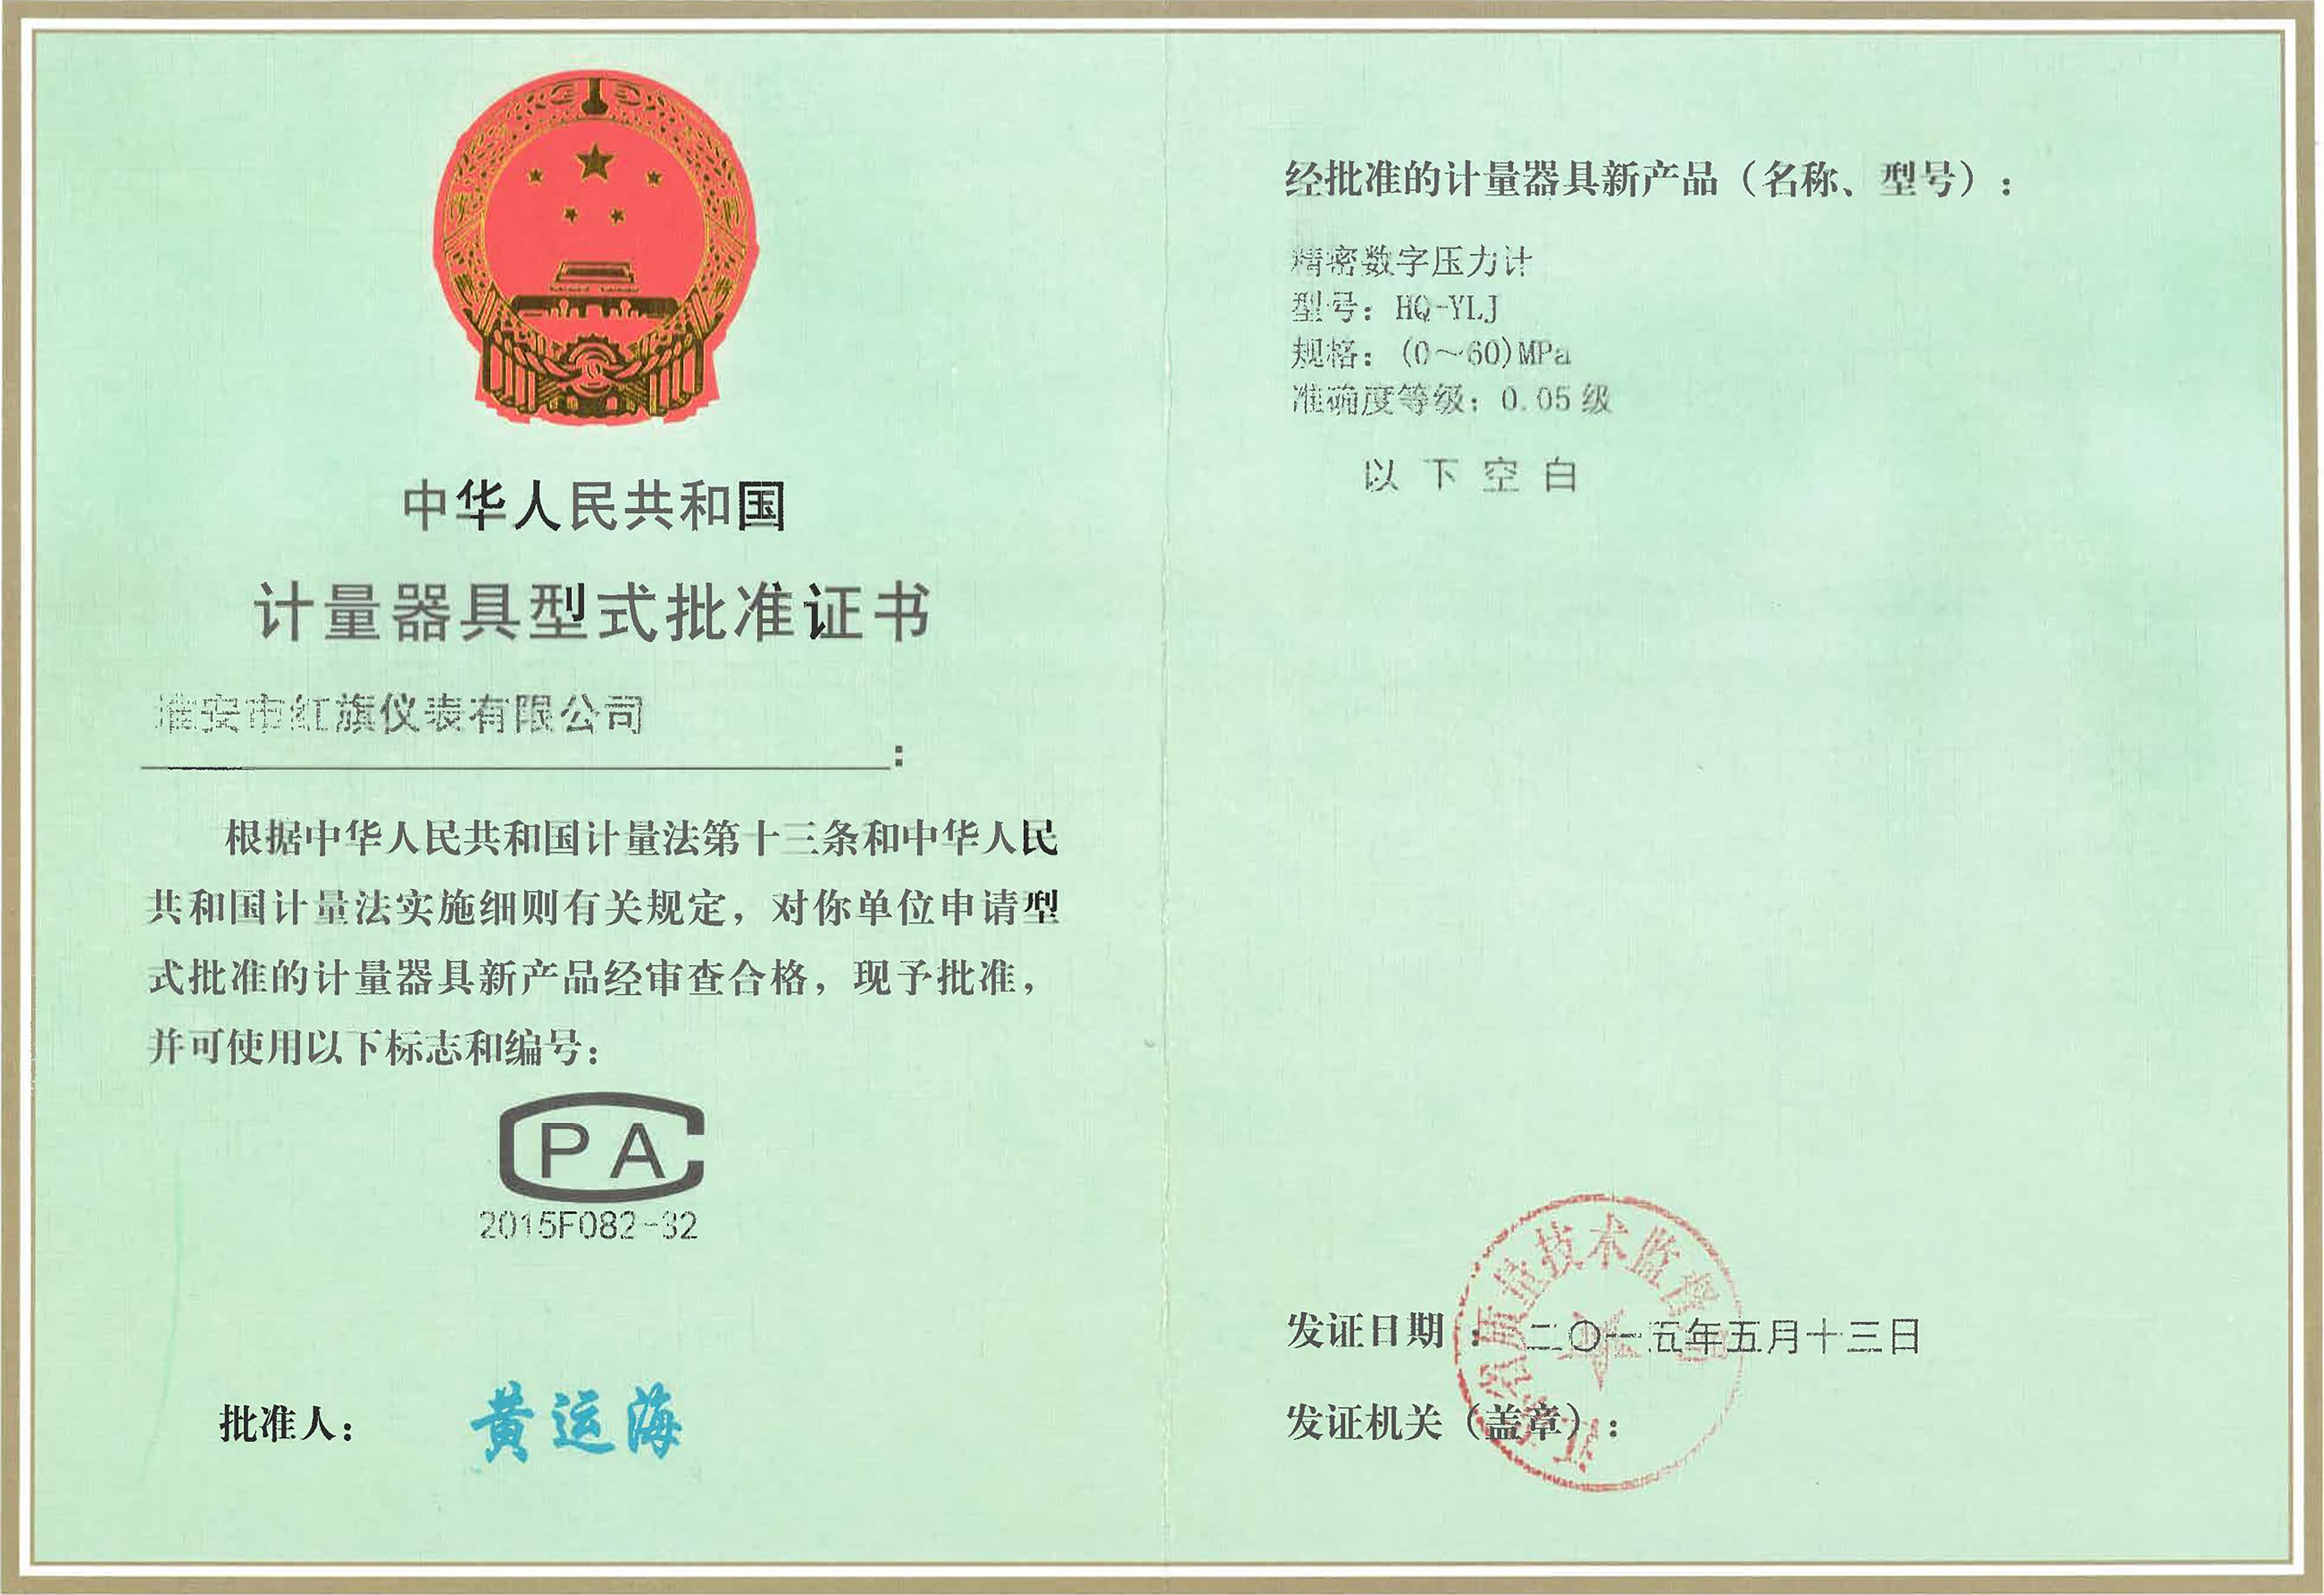 中华人民共和国
计量器具型式批准证书
淮安市红旗仪表有限公司:
根据中华人民共和国计量法第十三条和中华人民
共和国计量法实施细则有关规定，对你单位申请型
式批准的计量器具新产品经审查合格，现予批准，
并可使用以下标志和编号：
CPA
2015F082-32
批准人： 黄运海
经批准的计量器具新产品（名称、型号）：
精密数字压力计
型号：HQ-YLJ
规格：(0～60)MPa
准确度等级：0.05级
以下空白
发证日期：二〇一五年五月十三日
发证机关（盖章）：
江苏省质量技术监督局